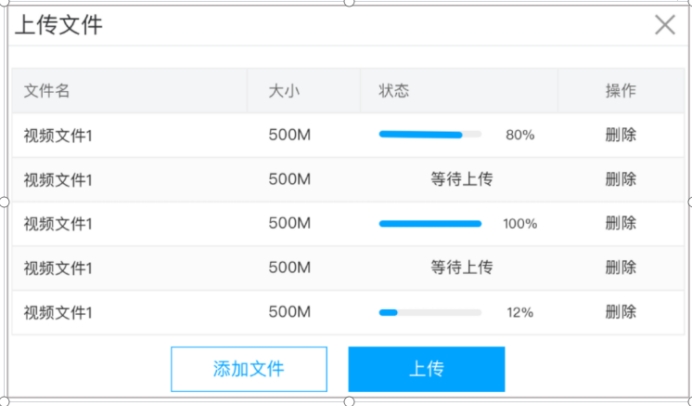 上传文件
文件名 大小 状态 操作
视频文件1 500M 80% 删除
视频文件1 500M 等待上传 删除
视频文件1 500M 100% 删除
视频文件1 500M 等待上传 删除
视频文件1 500M 12% 删除
添加文件 上传